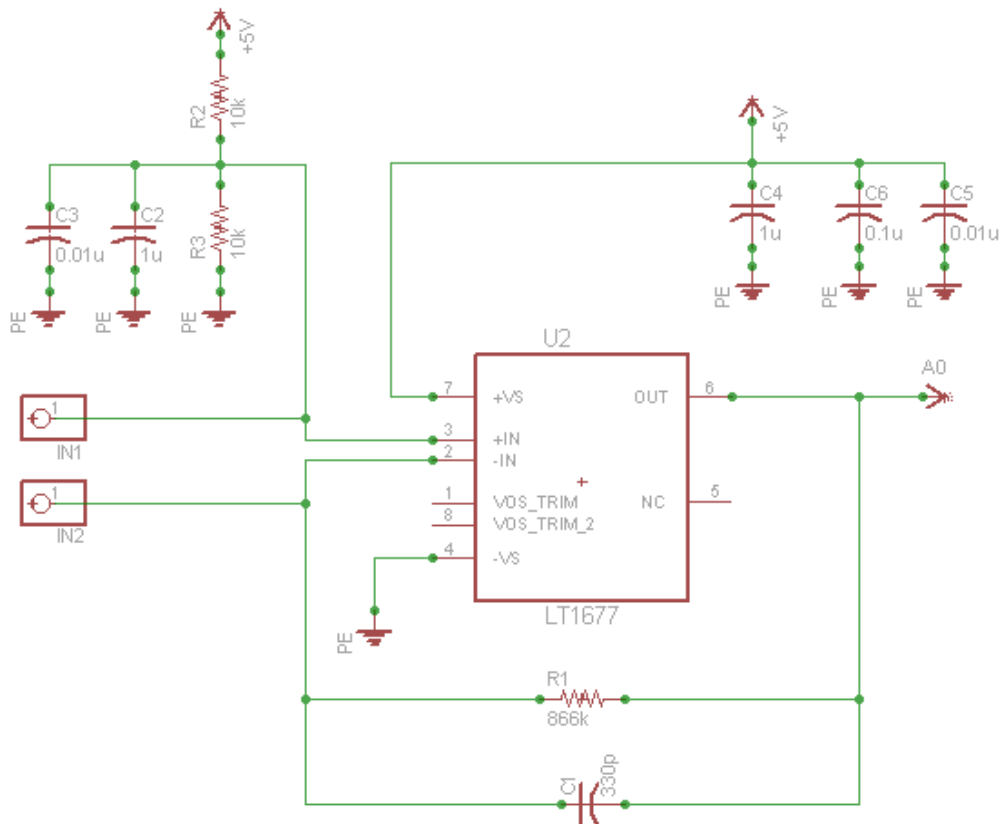 +5V
R2
10k
+5V
C3
0.01u
C2
1u
R3
10k
C4
1u
C6
0.1u
C5
0.01u
PE
PE
PE
PE
PE
PE
U2
A0
7
+VS
OUT
6
1
IN1
3
+IN
2
-IN
1
IN2
1
VOS_TRIM
NC
5
8
VOS_TRIM_2
4
-VS
LT1677
PE
R1
866k
C1
330p